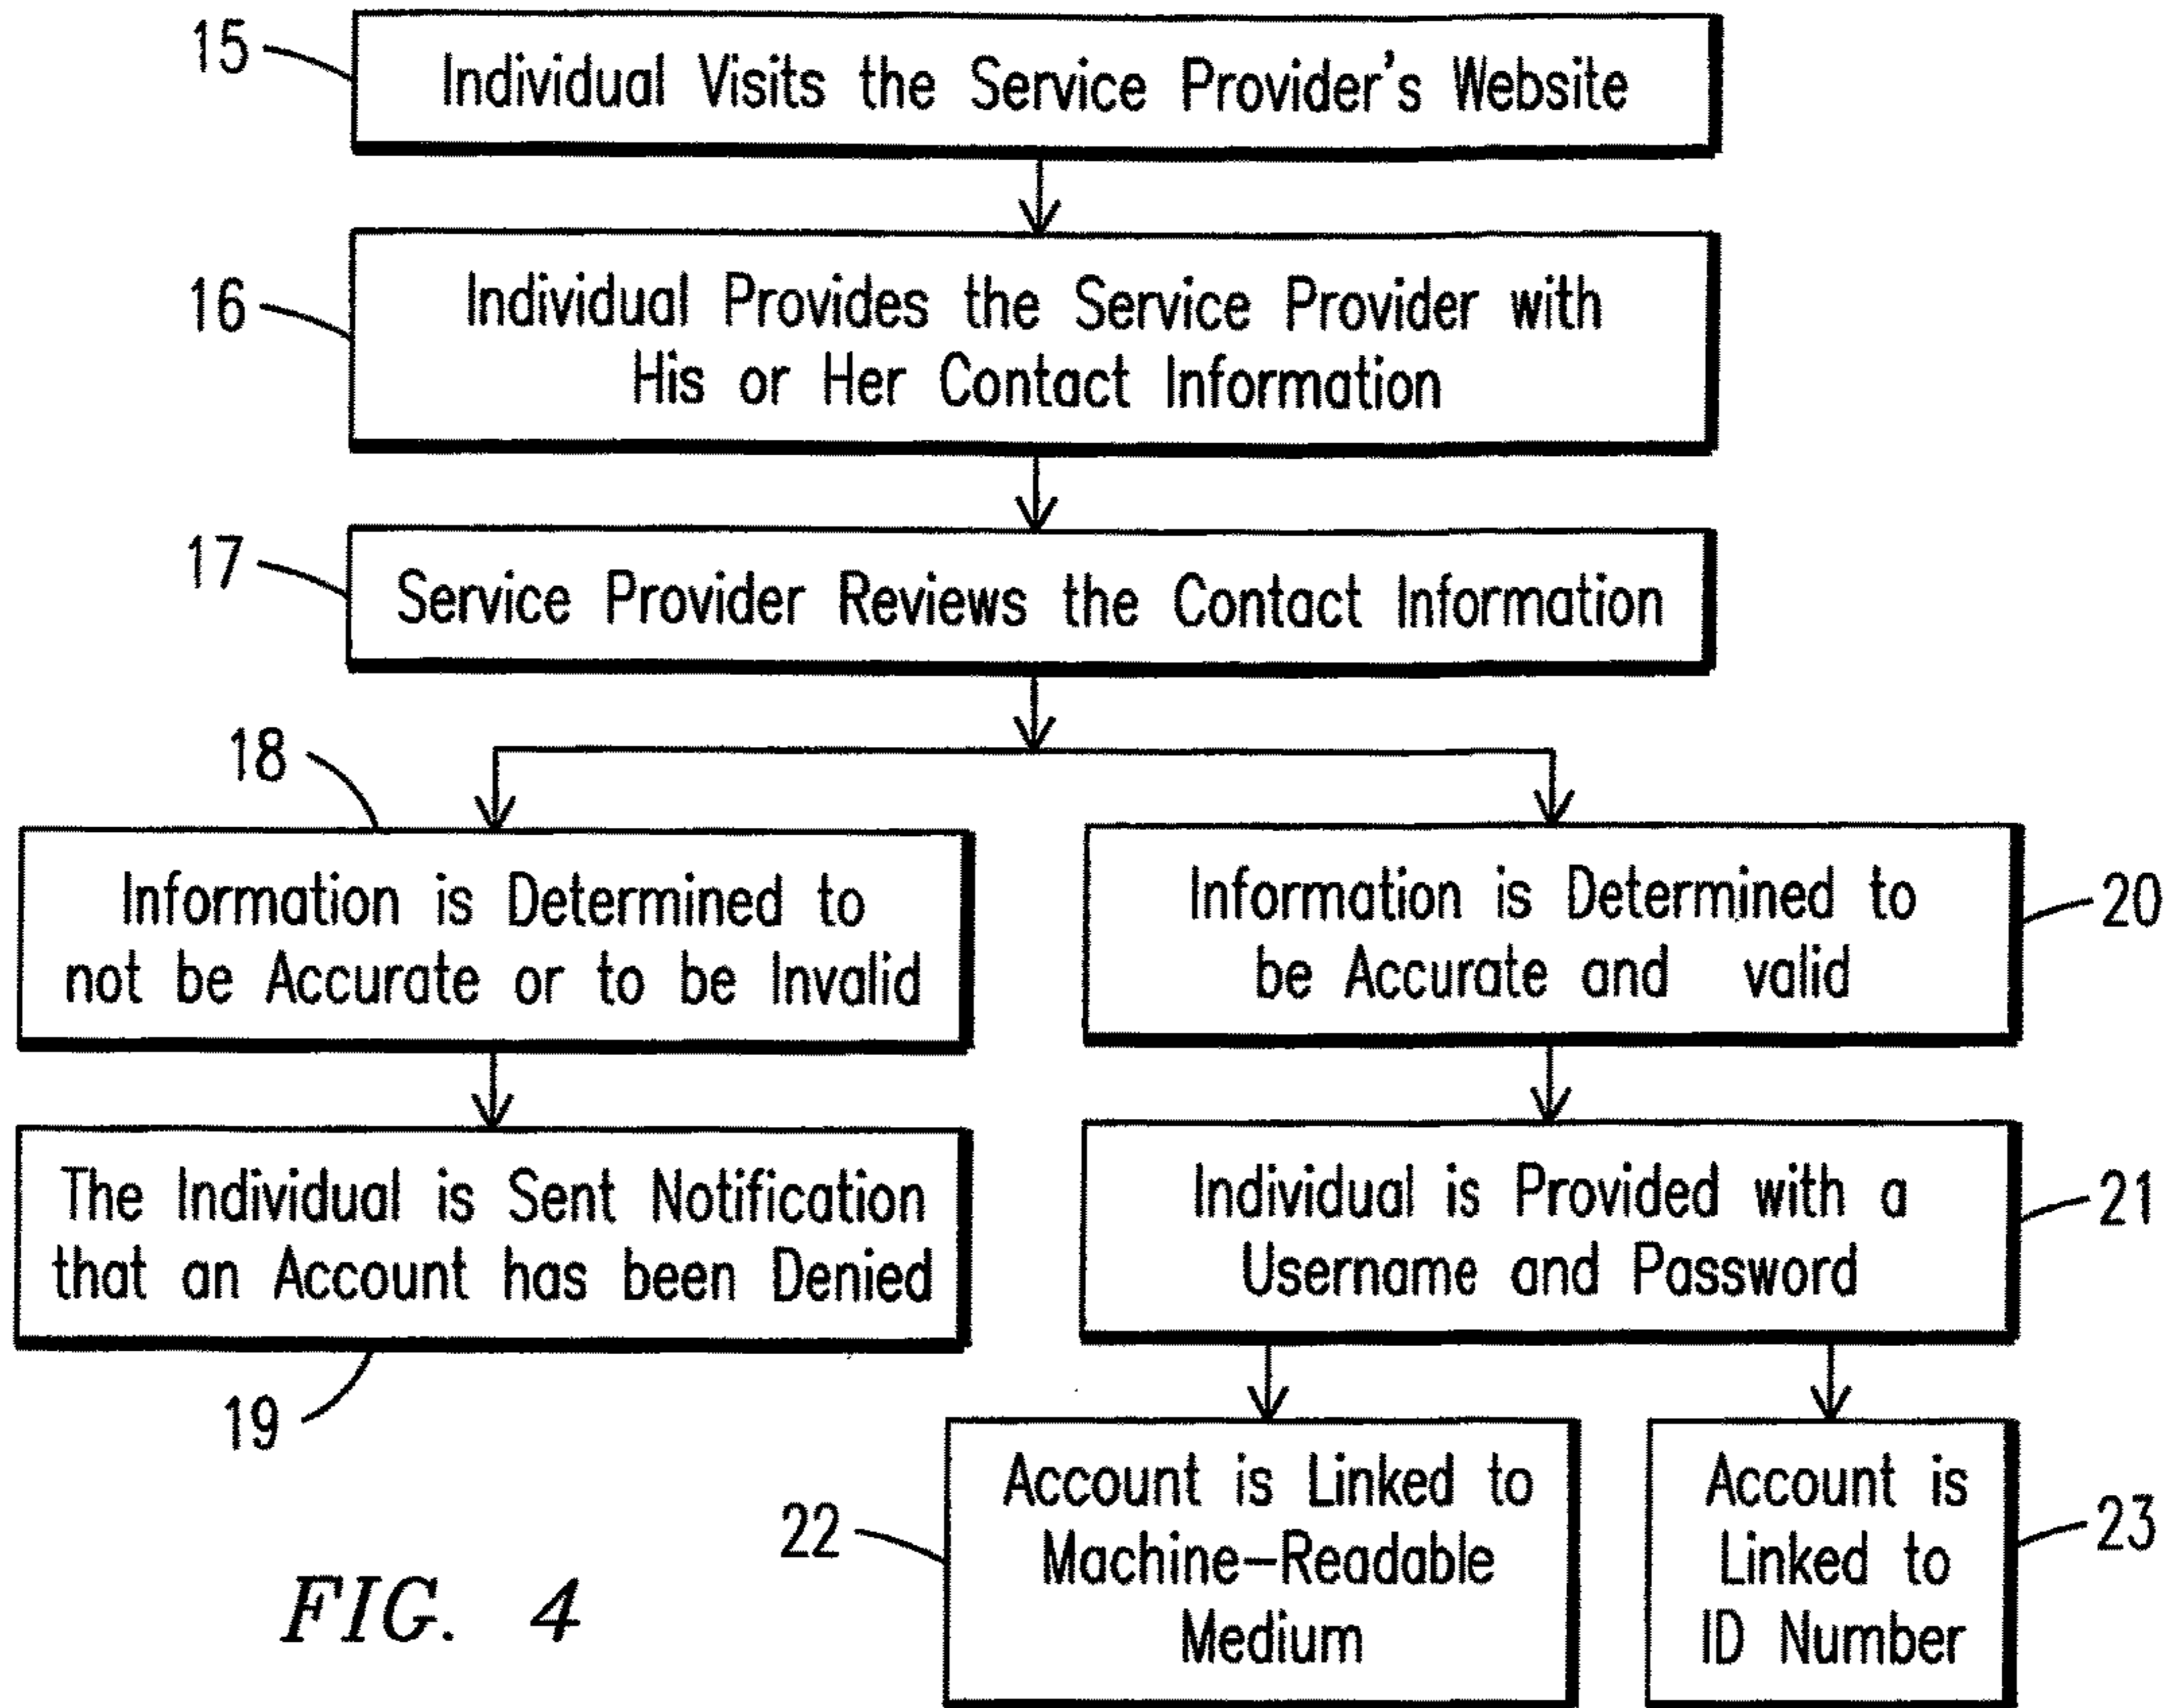 15
Individual Visits the Service Provider's Website
16
Individual Provides the Service Provider with
His or Her Contact Information
17
Service Provider Reviews the Contact Information
18
Information is Determined to
not be Accurate or to be Invalid
Information is Determined to
be Accurate and valid
20
The Individual is Sent Notification
that an Account has been Denied
19
Individual is Provided with a
Username and Password
21
22
Account is Linked to
Machine-Readable
Medium
Account is
Linked to
ID Number
23
FIG. 4